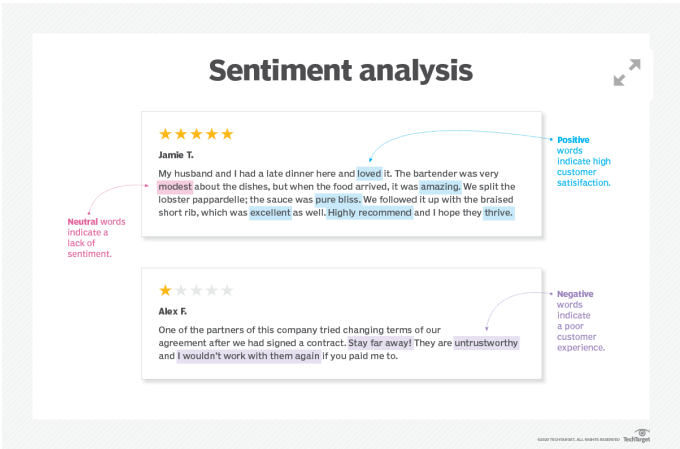 Sentiment analysis
Jamie T.
My husband and I had a late dinner here and loved it. The bartender was very
modest about the dishes, but when the food arrived, it was amazing. We split the
lobster pappardelle; the sauce was pure bliss. We followed it up with the braised
short rib, which was excellent as well. Highly recommend and I hope they thrive.
Positive
words
indicate high
customer
satisifaction.
Neutral words
indicate a
lack of
sentiment.
Alex F.
One of the partners of this company tried changing terms of our
agreement after we had signed a contract. Stay far away! They are untrustworthy
and I wouldn't work with them again if you paid me to.
Negative
words
indicate
a poor
customer
experience.
TECHTARGET. ALL RIGHTS RESERVED TechTarget